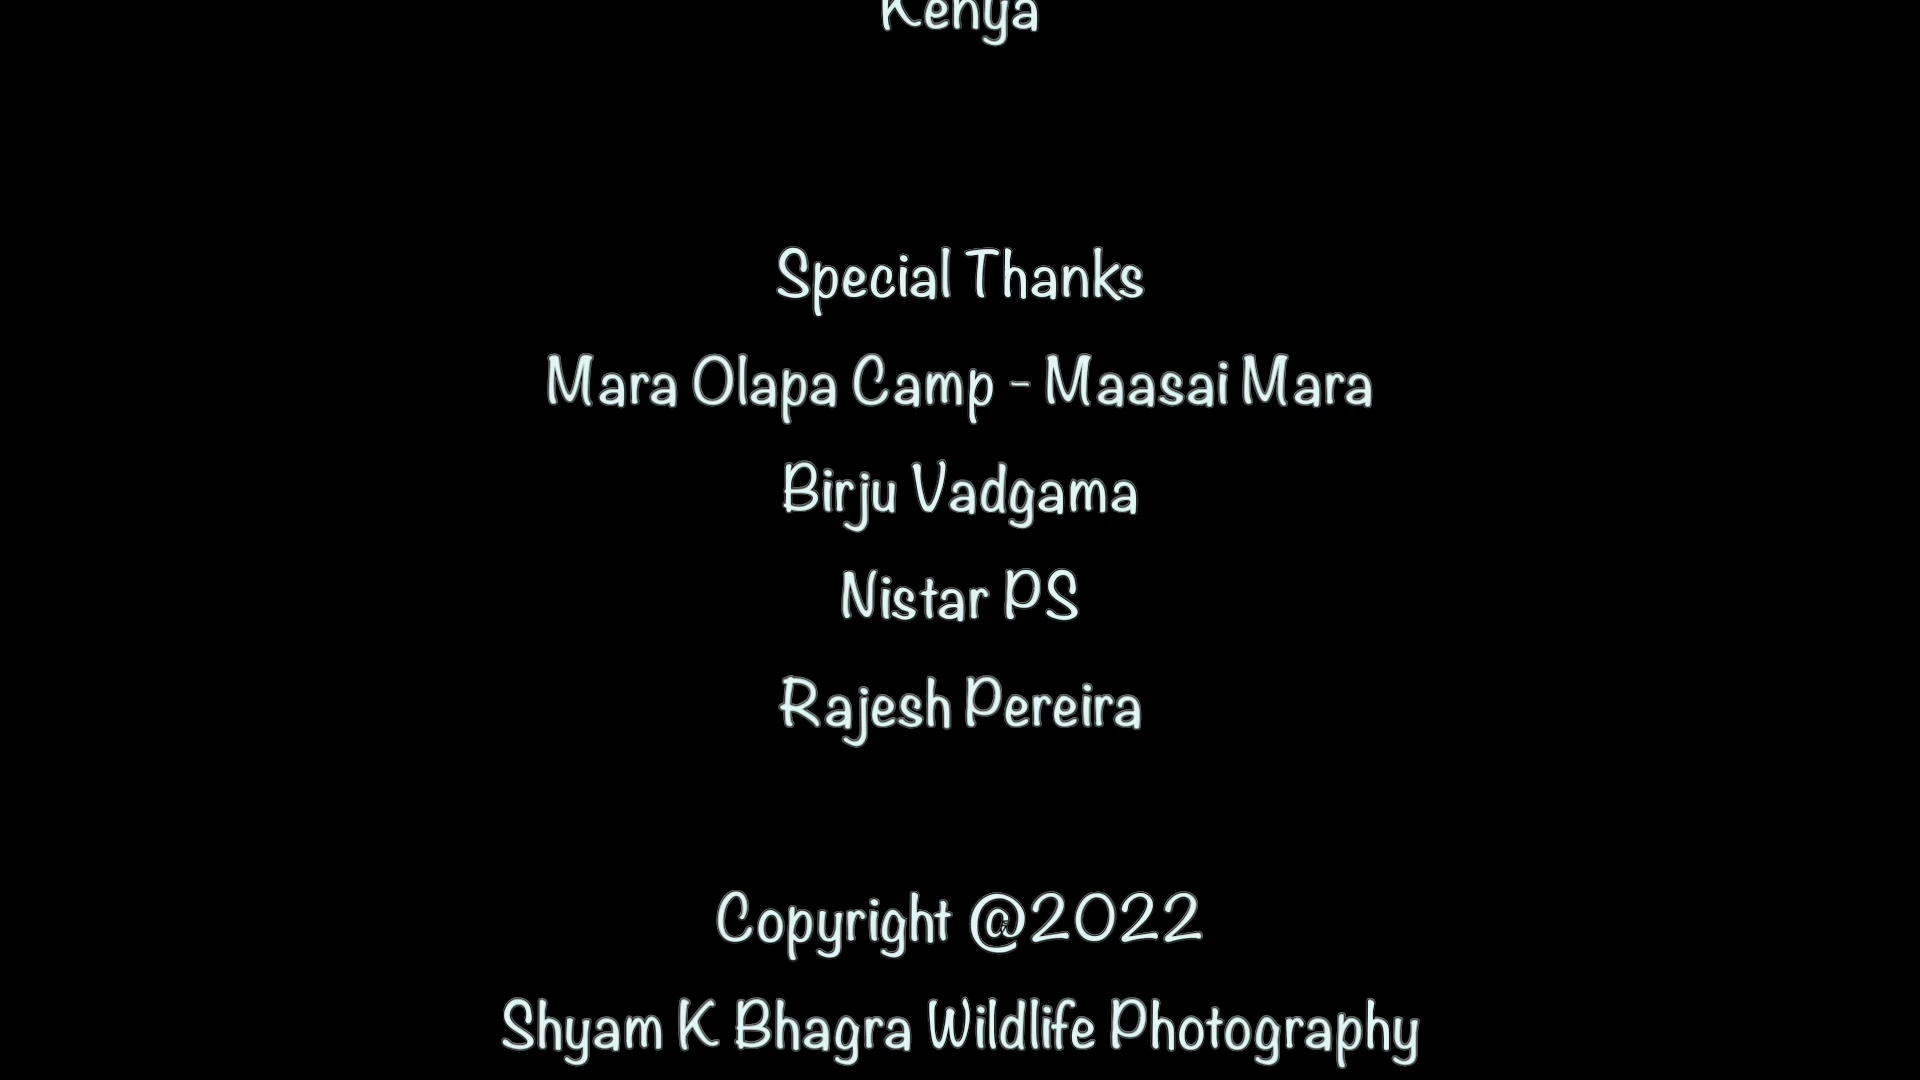 Kenya
Special Thanks
Mara Olapa Camp - Maasai Mara
Birju Vadgama
Nistar PS
Rajesh Pereira
Copyright @2022
Shyam K Bhagra Wildlife Photography